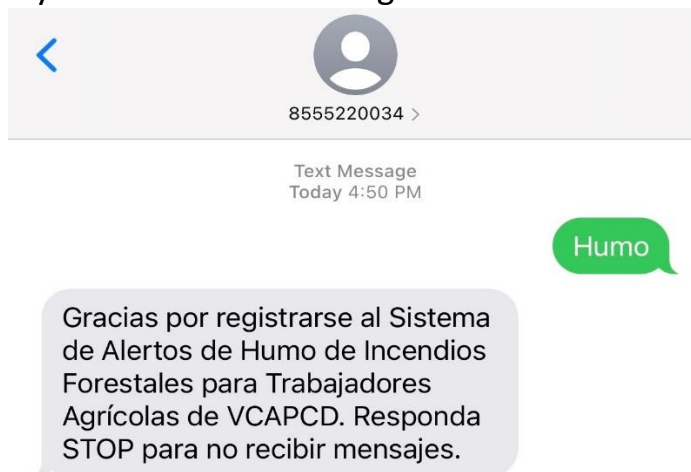 8555220034 >
Text Message
Today 4:50 PM
Humo
Gracias por registrarse al Sistema
de Alertos de Humo de Incendios
Forestales para Trabajadores
Agrícolas de VCAPCD. Responda
STOP para no recibir mensajes.